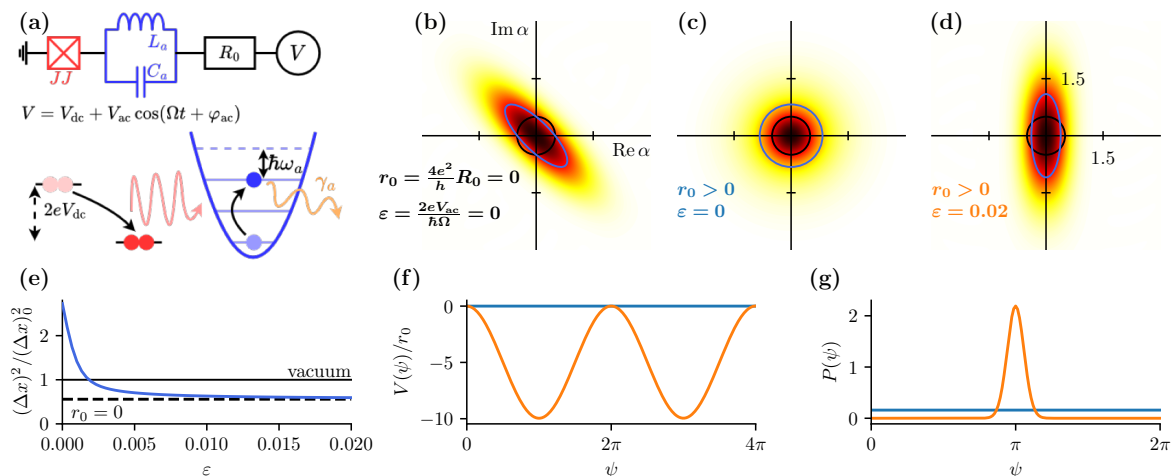 (a)
L_a
C_a
JJ
R_0
V
V = V_dc + V_ac cos(Ωt + φ_ac)
2eV_dc
ħω_a
γ_a
(b)
Im α
Re α
r_0 = 4e²/h R_0 = 0
ε = 2eV_ac/ħΩ = 0
(c)
r_0 > 0
ε = 0
(d)
1.5
1.5
r_0 > 0
ε = 0.02
(e)
(Δx)²/(Δx)²_0
2
1
0
vacuum
r_0 = 0
0.000 0.005 0.010 0.015 0.020
ε
(f)
V(ψ)/r_0
0
−5
−10
0 2π 4π
ψ
(g)
P(ψ)
2
1
0
0 π 2π
ψ